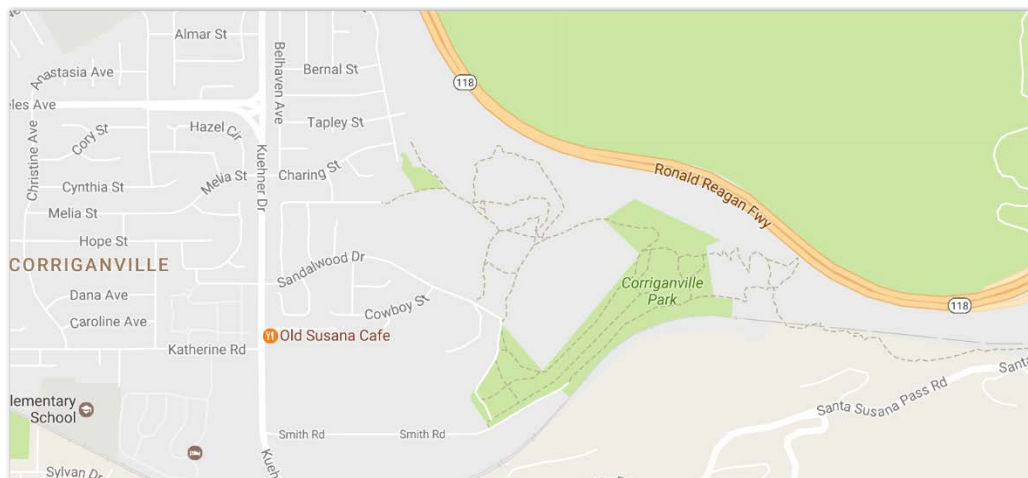 Almar St
Anastasia Ave
Belhaven Ave
Bernal St
118
eles Ave
Hazel Cir
Tapley St
Cory St
Christine Ave
Kuehner Dr
Charing St
Melia St
Cynthia St
Melia St
Ronald Reagan Fwy
Hope St
CORRIGANVILLE
Sandalwood Dr
Corriganville
Park
Dana Ave
Cowboy St
118
Caroline Ave
Old Susana Cafe
Katherine Rd
Santa
lementary
School
Santa Susana Pass Rd
Smith Rd
Smith Rd
Kueh
Sylvan Dr